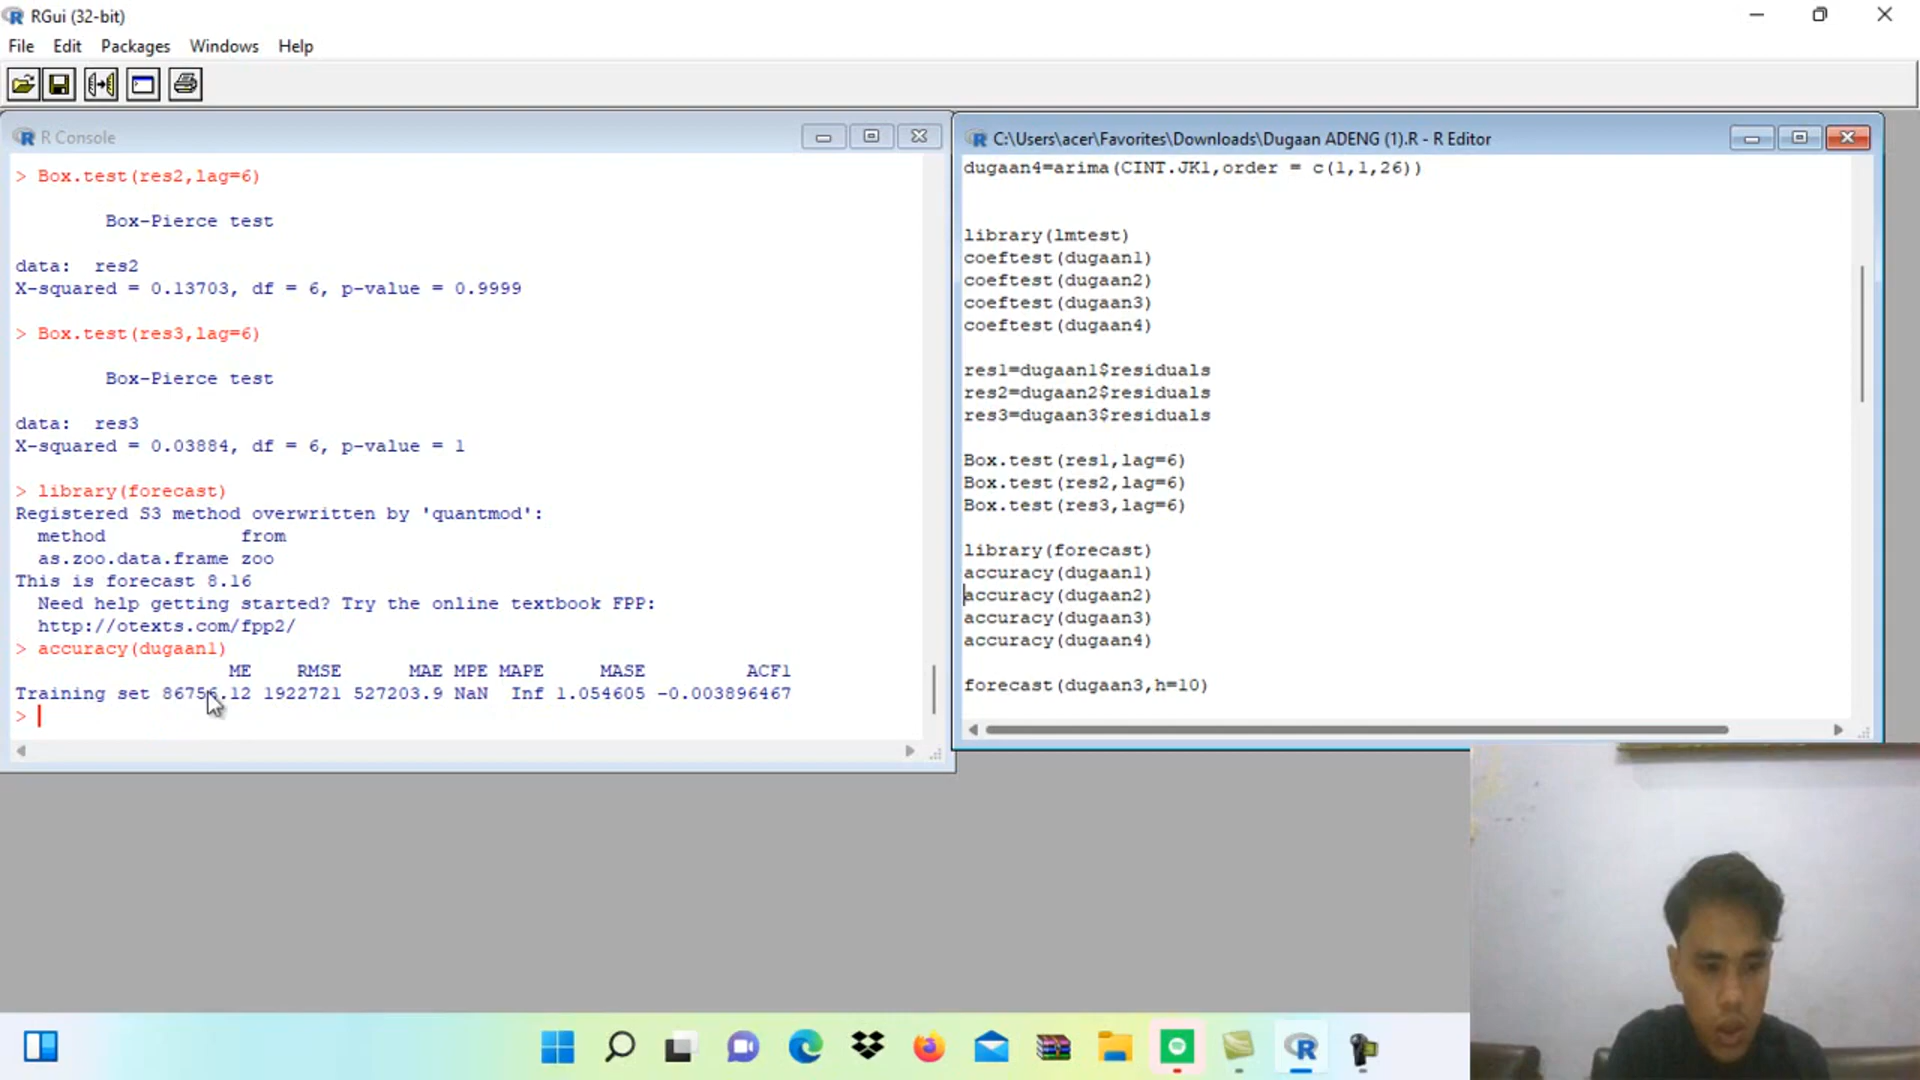 RGui (32-bit)
File Edit Packages Windows Help
R Console
> Box.test(res2,lag=6)
Box-Pierce test
data: res2
X-squared = 0.13703, df = 6, p-value = 0.9999
> Box.test(res3,lag=6)
Box-Pierce test
data: res3
X-squared = 0.03884, df = 6, p-value = 1
> library(forecast)
Registered S3 method overwritten by 'quantmod':
method from
as.zoo.data.frame zoo
This is forecast 8.16
Need help getting started? Try the online textbook FPP:
http://otexts.com/fpp2/
> accuracy(dugaan1)
ME RMSE MAE MPE MAPE MASE ACF1
Training set 86756.12 1922721 527203.9 NaN Inf 1.054605 -0.003896467
>
C:\Users\acer\Favorites\Downloads\Dugaan ADENG (1).R - R Editor
dugaan4=arima(CINT.JK1,order = c(1,1,26))
library(lmtest)
coeftest(dugaan1)
coeftest(dugaan2)
coeftest(dugaan3)
coeftest(dugaan4)
res1=dugaan1$residuals
res2=dugaan2$residuals
res3=dugaan3$residuals
Box.test(res1,lag=6)
Box.test(res2,lag=6)
Box.test(res3,lag=6)
library(forecast)
accuracy(dugaan1)
accuracy(dugaan2)
accuracy(dugaan3)
accuracy(dugaan4)
forecast(dugaan3,h=10)